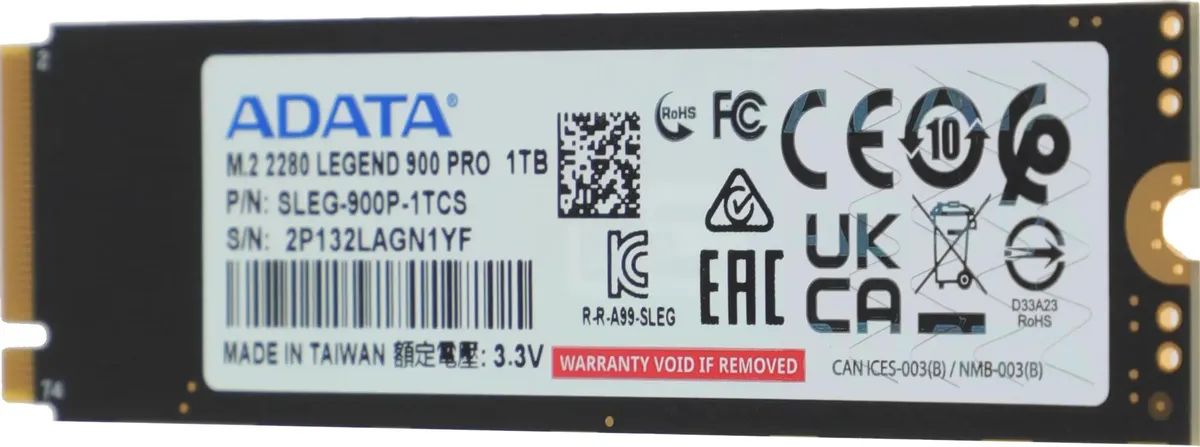 2
74
ADATA®
M.2 2280 LEGEND 900 PRO 1TB
P/N: SLEG-900P-1TCS
S/N: 2P132LAGN1YF
MADE IN TAIWAN 額定電壓: 3.3V
RoHS
FC
CE
10
R-R-A99-SLEG
EAC
UK
CA
D33A23
RoHS
WARRANTY VOID IF REMOVED
CAN ICES-003(B) / NMB-003(B)